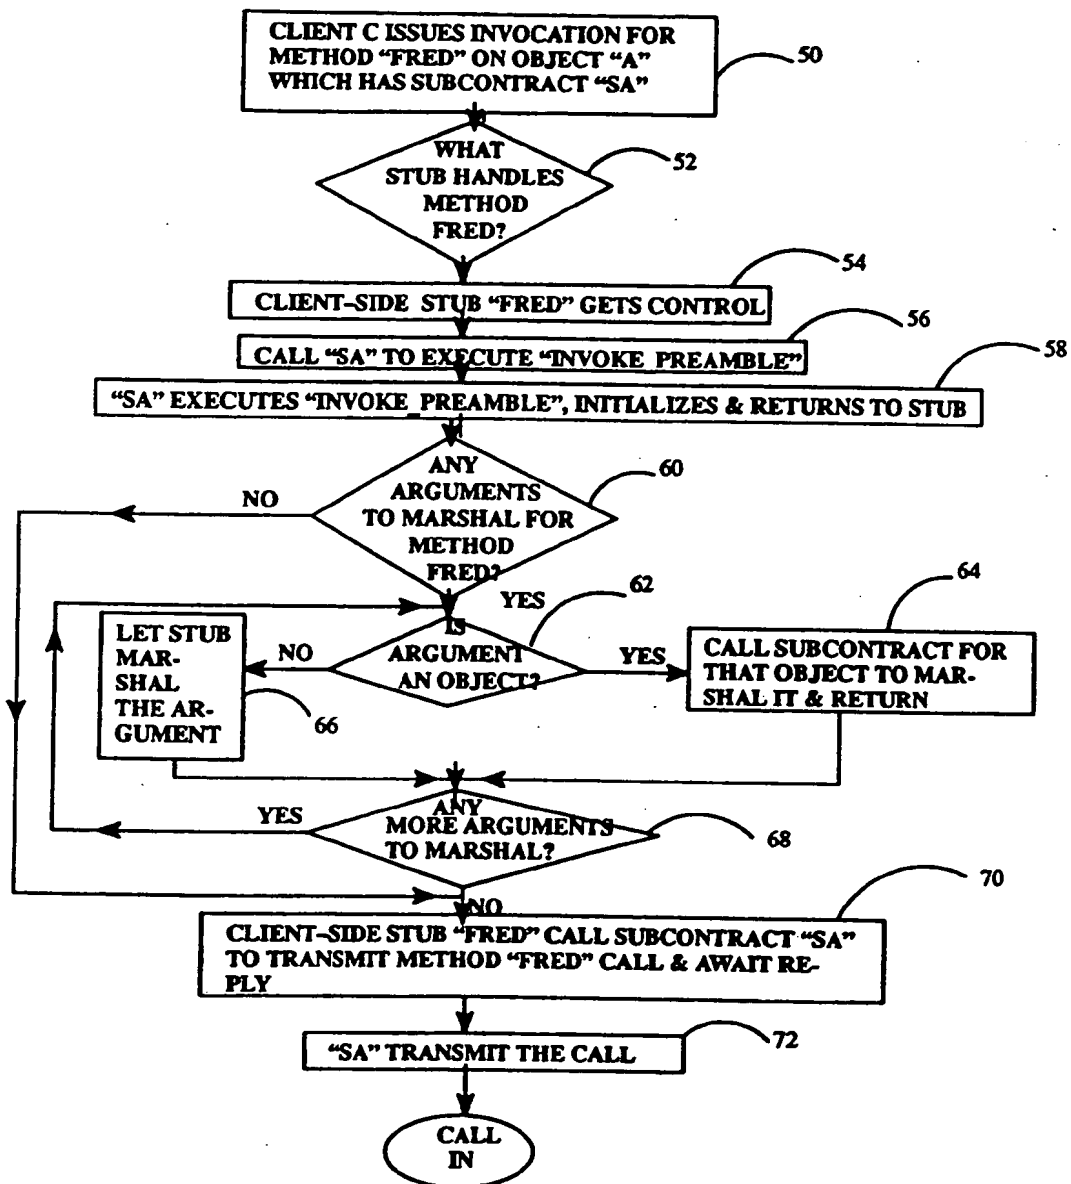 CLIENT C ISSUES INVOCATION FOR
METHOD “FRED” ON OBJECT “A”
WHICH HAS SUBCONTRACT “SA”
50
WHAT
STUB HANDLES
METHOD
FRED?
52
54
CLIENT–SIDE STUB “FRED” GETS CONTROL
56
CALL “SA” TO EXECUTE “INVOKE_PREAMBLE”
58
“SA” EXECUTES “INVOKE_PREAMBLE”, INITIALIZES & RETURNS TO STUB
ANY
ARGUMENTS
TO MARSHAL FOR
METHOD
FRED?
60
NO
YES
62
64
IS
ARGUMENT
AN OBJECT?
NO
YES
LET STUB
MAR-
SHAL
THE AR-
GUMENT
66
CALL SUBCONTRACT FOR
THAT OBJECT TO MAR-
SHAL IT & RETURN
ANY
MORE ARGUMENTS
TO MARSHAL?
YES
68
NO
70
CLIENT–SIDE STUB “FRED” CALL SUBCONTRACT “SA”
TO TRANSMIT METHOD “FRED” CALL & AWAIT RE-
PLY
72
“SA” TRANSMIT THE CALL
CALL
IN